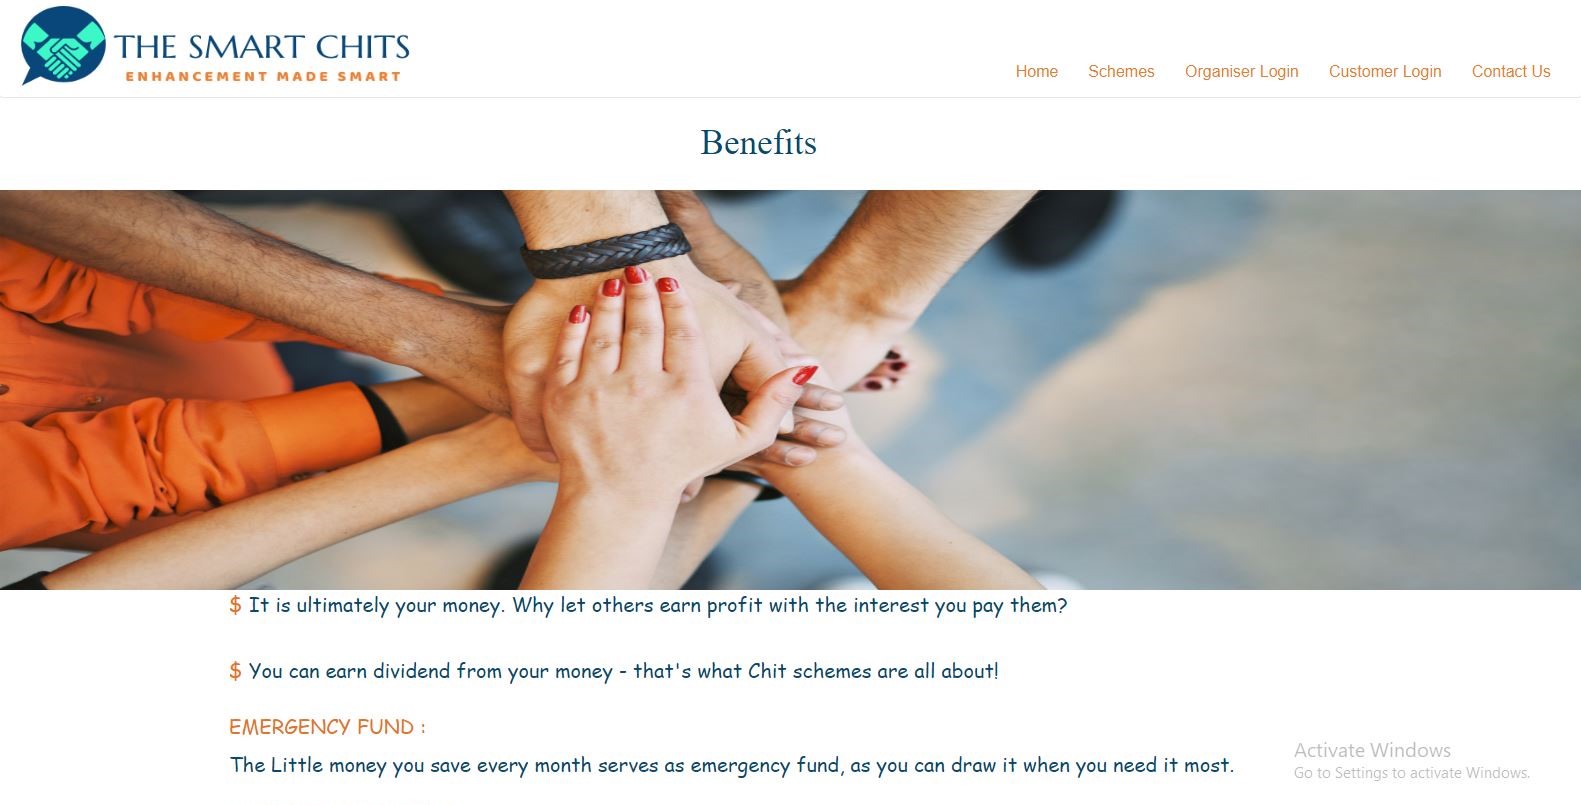 THE SMART CHITS
ENHANCEMENT MADE SMART
Home Schemes Organiser Login Customer Login Contact Us
Benefits
$ It is ultimately your money. Why let others earn profit with the interest you pay them?
$ You can earn dividend from your money - that's what Chit schemes are all about!
EMERGENCY FUND :
The Little money you save every month serves as emergency fund, as you can draw it when you need it most.
Activate Windows
Go to Settings to activate Windows.